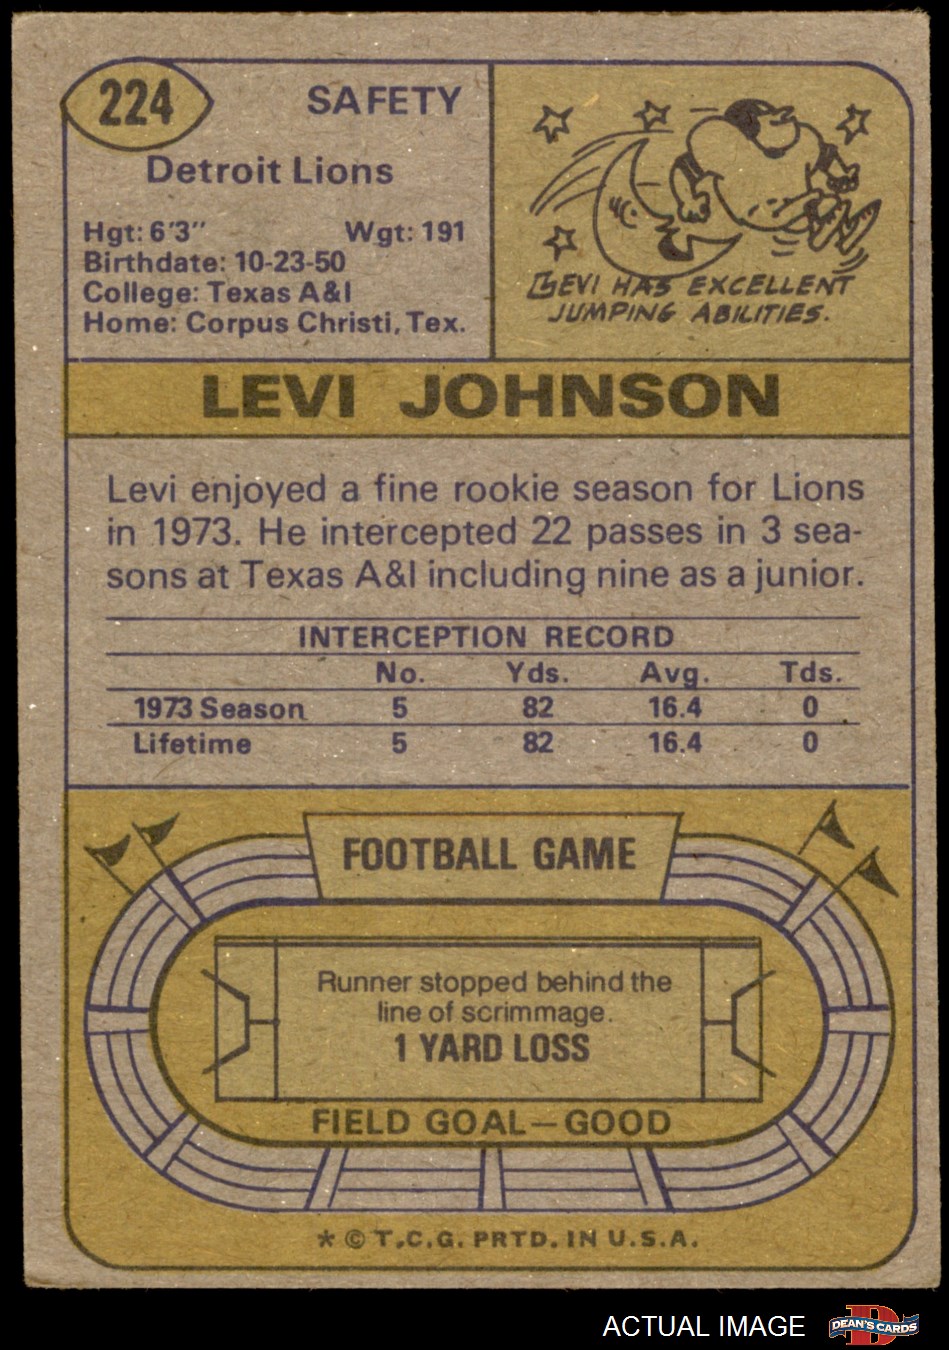 224
SAFETY
Detroit Lions
Hgt: 6'3" Wgt: 191
Birthdate: 10-23-50
College: Texas A&I
Home: Corpus Christi, Tex.
LEVI HAS EXCELLENT
JUMPING ABILITIES.
LEVI JOHNSON
Levi enjoyed a fine rookie season for Lions
in 1973. He intercepted 22 passes in 3 sea-
sons at Texas A&I including nine as a junior.
INTERCEPTION RECORD
No. Yds. Avg. Tds.
1973 Season 5 82 16.4 0
Lifetime 5 82 16.4 0
FOOTBALL GAME
Runner stopped behind the
line of scrimmage.
1 YARD LOSS
FIELD GOAL—GOOD
* © T.C.G. PRTD. IN U.S.A.
ACTUAL IMAGE
D
DEAN'S CARDS